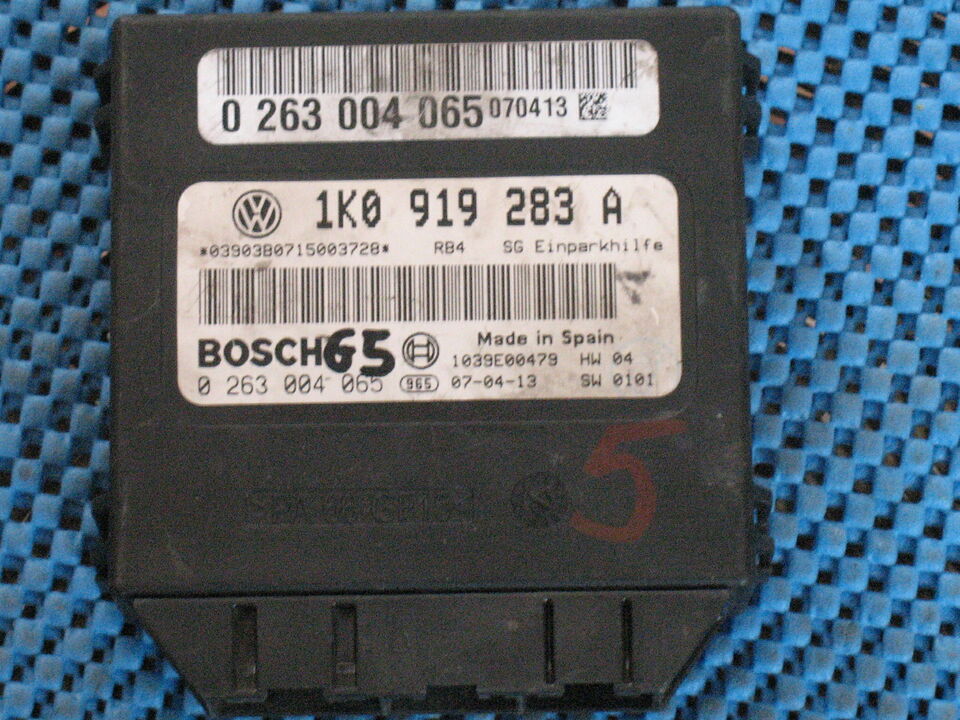 0 263 004 065 070413
1K0 919 283 A
*03903B0715003728* RB4 SG Einparkhilfe
BOSCH 65 Made in Spain
1039E00479 HW 04
0 263 004 065 965 07-04-13 SW 0101
5